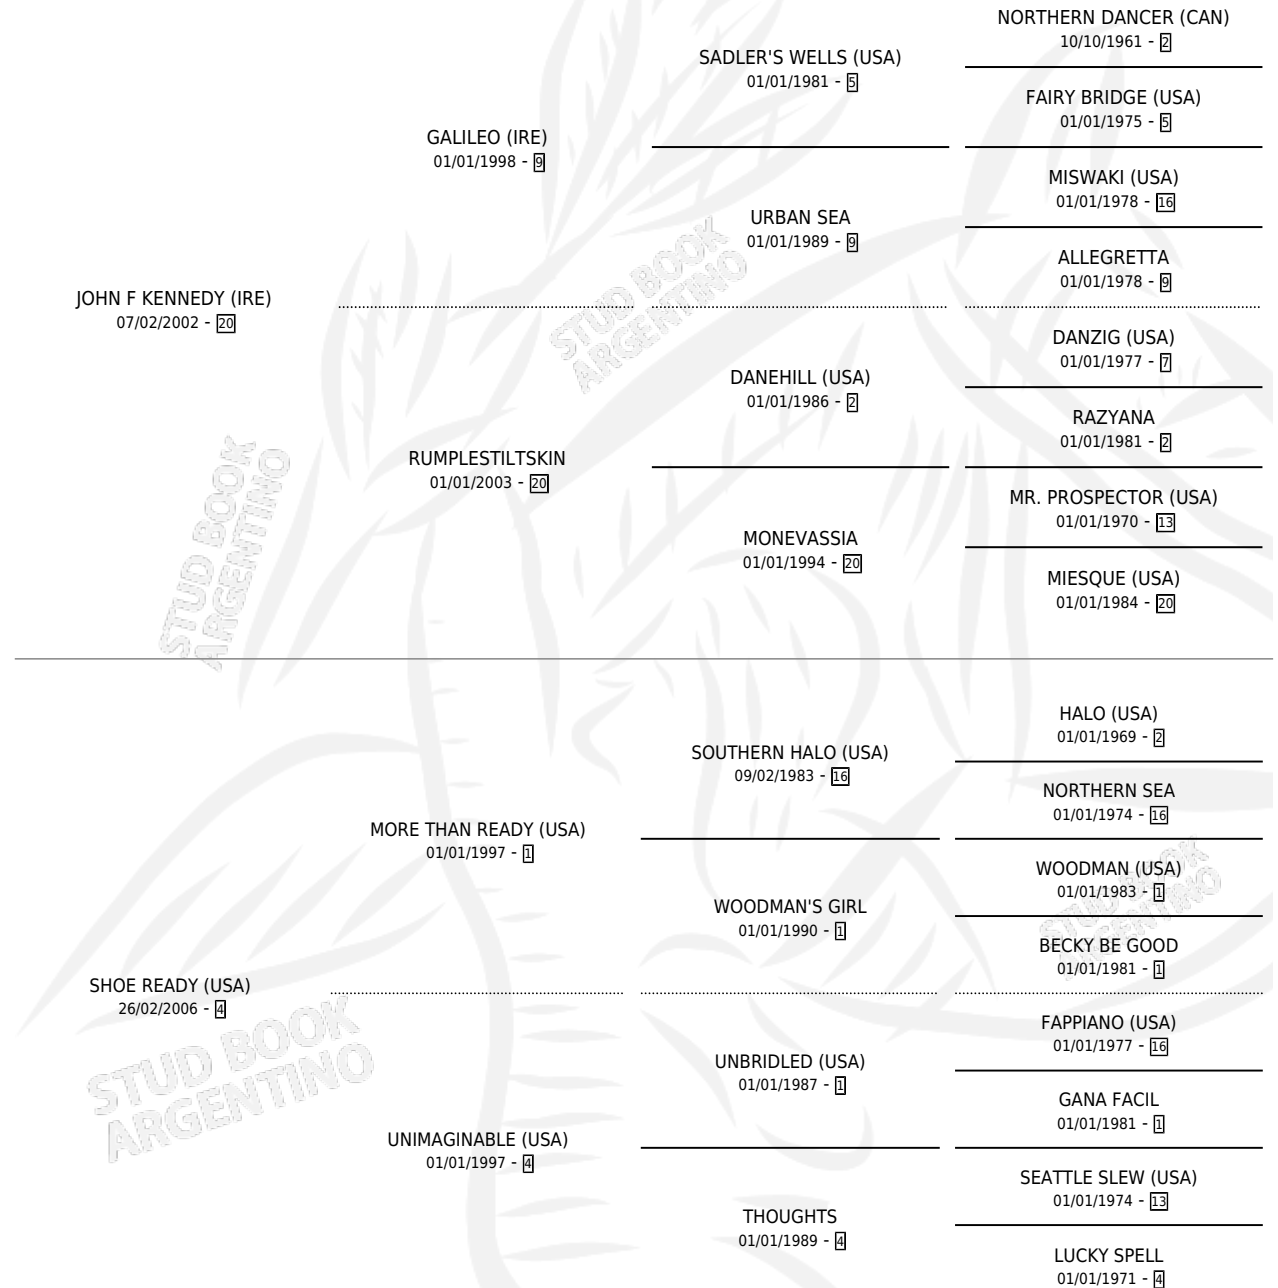 NORTHERN DANCER (CAN)
10/10/1961 - 2
SADLER'S WELLS (USA)
01/01/1981 - 5
FAIRY BRIDGE (USA)
01/01/1975 - 5
GALILEO (IRE)
01/01/1998 - 9
MISWAKI (USA)
01/01/1978 - 16
URBAN SEA
01/01/1989 - 9
ALLEGRETTA
01/01/1978 - 9
JOHN F KENNEDY (IRE)
07/02/2002 - 20
DANZIG (USA)
01/01/1977 - 7
DANEHILL (USA)
01/01/1986 - 2
RAZYANA
01/01/1981 - 2
RUMPLESTILTSKIN
01/01/2003 - 20
MR. PROSPECTOR (USA)
01/01/1970 - 13
MONEVASSIA
01/01/1994 - 20
MIESQUE (USA)
01/01/1984 - 20
HALO (USA)
01/01/1969 - 2
SOUTHERN HALO (USA)
09/02/1983 - 16
NORTHERN SEA
01/01/1974 - 16
MORE THAN READY (USA)
01/01/1997 - 1
WOODMAN (USA)
01/01/1983 - 1
WOODMAN'S GIRL
01/01/1990 - 1
BECKY BE GOOD
01/01/1981 - 1
SHOE READY (USA)
26/02/2006 - 4
FAPPIANO (USA)
01/01/1977 - 16
UNBRIDLED (USA)
01/01/1987 - 1
GANA FACIL
01/01/1981 - 1
UNIMAGINABLE (USA)
01/01/1997 - 4
SEATTLE SLEW (USA)
01/01/1974 - 13
THOUGHTS
01/01/1989 - 4
LUCKY SPELL
01/01/1971 - 4
STUD BOOK
ARGENTINO
STUD BOOK
ARGENTINO
STUD BOOK
ARGENTINO
STUD BOOK
ARGENTINO